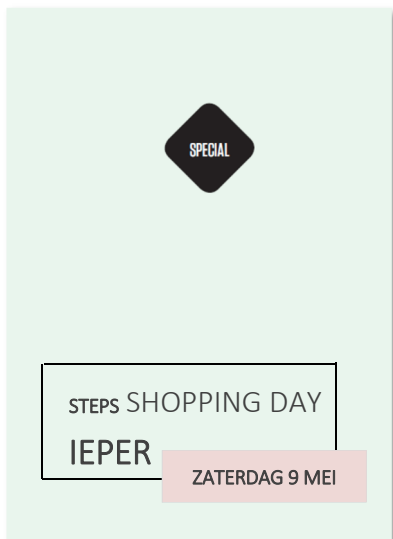 SPECIAL
STEPS SHOPPING DAY
IEPER
ZATERDAG 9 MEI